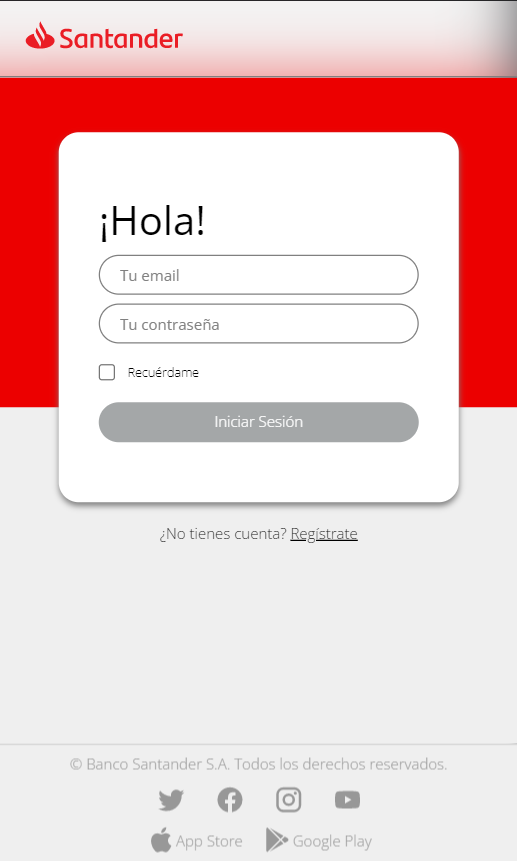 Santander
¡Hola!
Tu email
Tu contraseña
Recuérdame
Iniciar Sesión
¿No tienes cuenta? Regístrate
© Banco Santander S.A. Todos los derechos reservados.
App Store Google Play